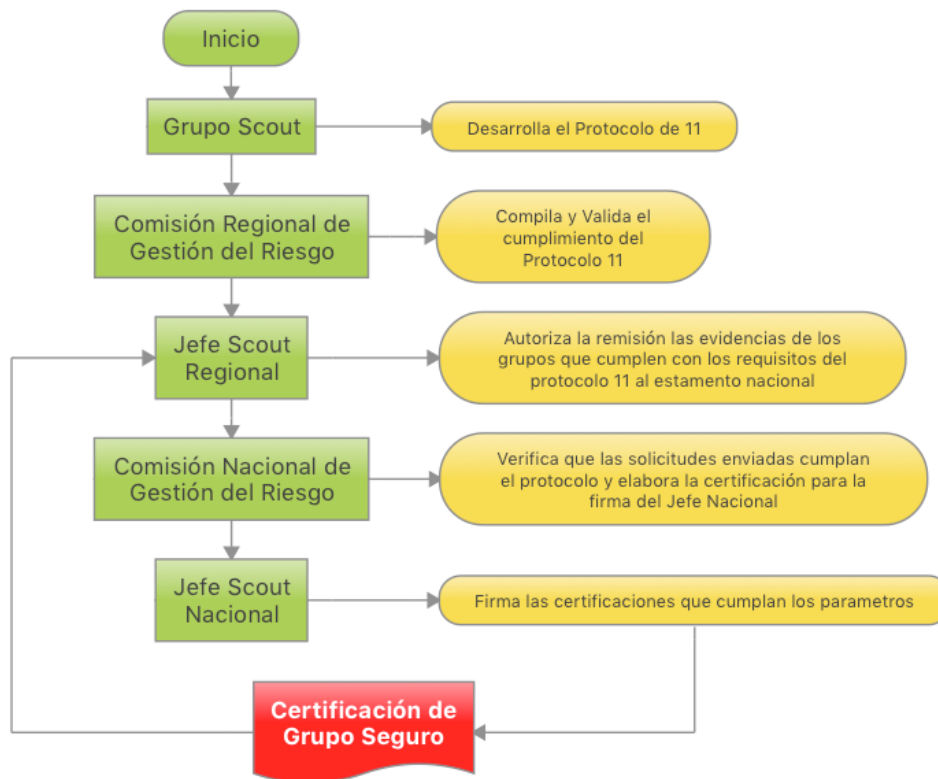 Inicio
Grupo Scout
Desarrolla el Protocolo de 11
Comisión Regional de
Gestión del Riesgo
Compila y Valida el
cumplimiento del
Protocolo 11
Jefe Scout
Regional
Autoriza la remisión las evidencias de los
grupos que cumplen con los requisitos del
protocolo 11 al estamento nacional
Comisión Nacional de
Gestión del Riesgo
Verifica que las solicitudes enviadas cumplan
el protocolo y elabora la certificación para la
firma del Jefe Nacional
Jefe Scout
Nacional
Firma las certificaciones que cumplan los parametros
Certificación de
Grupo Seguro